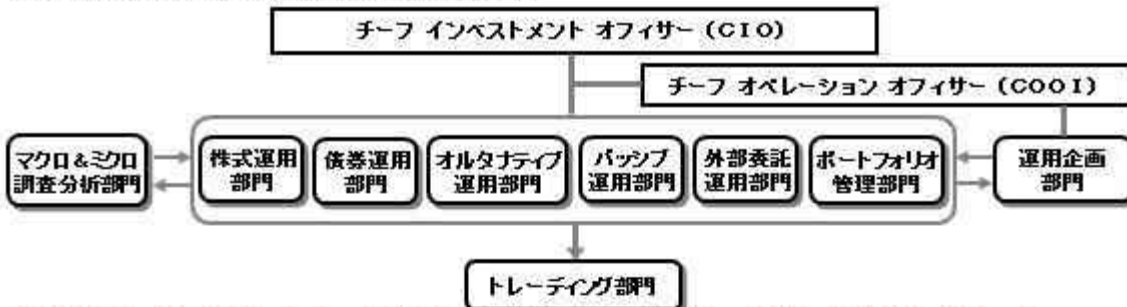 チーフ インベストメント オフィサー (CIO)
チーフ オペレーション オフィサー (COOI)
マクロ&ミクロ
調査分析部門
株式運用
部門
債券運用
部門
オルタナティブ
運用部門
パッシブ
運用部門
外部委託
運用部門
ポートフォリオ
管理部門
運用企画
部門
トレーディング部門